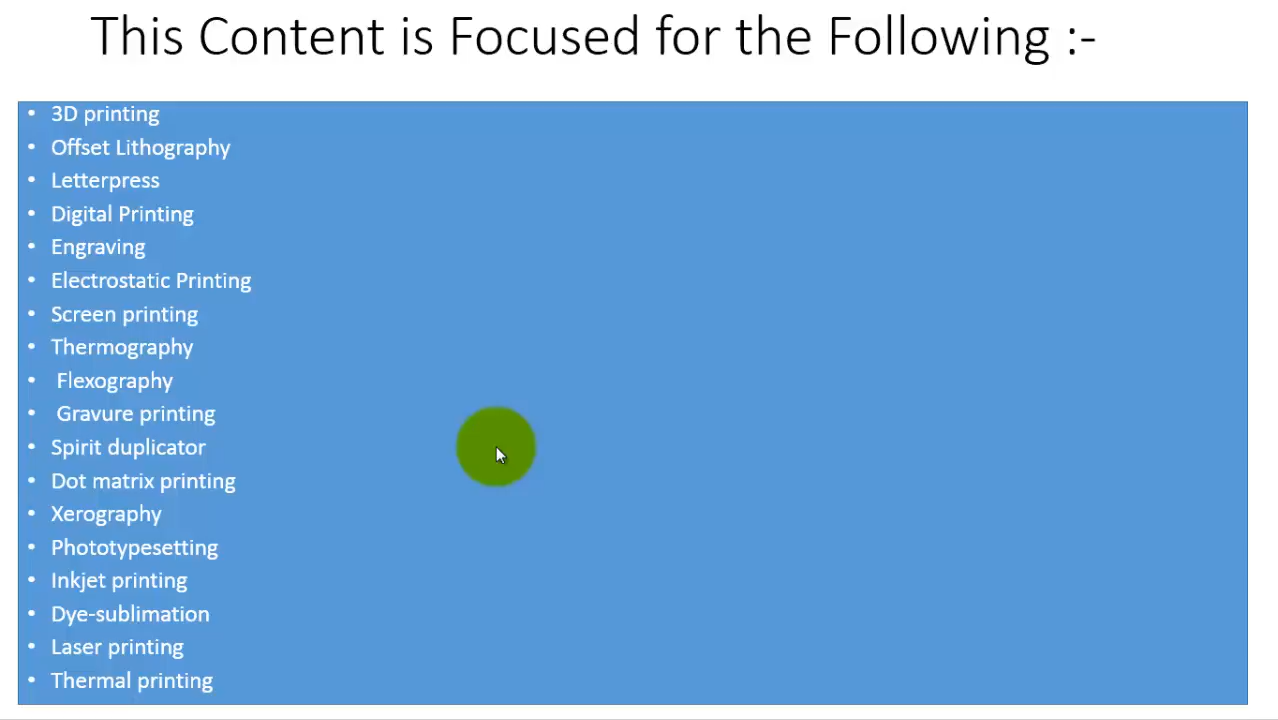 This Content is Focused for the Following :-
• 3D printing
• Offset Lithography
• Letterpress
• Digital Printing
• Engraving
• Electrostatic Printing
• Screen printing
• Thermography
• Flexography
• Gravure printing
• Spirit duplicator
• Dot matrix printing
• Xerography
• Phototypesetting
• Inkjet printing
• Dye-sublimation
• Laser printing
• Thermal printing